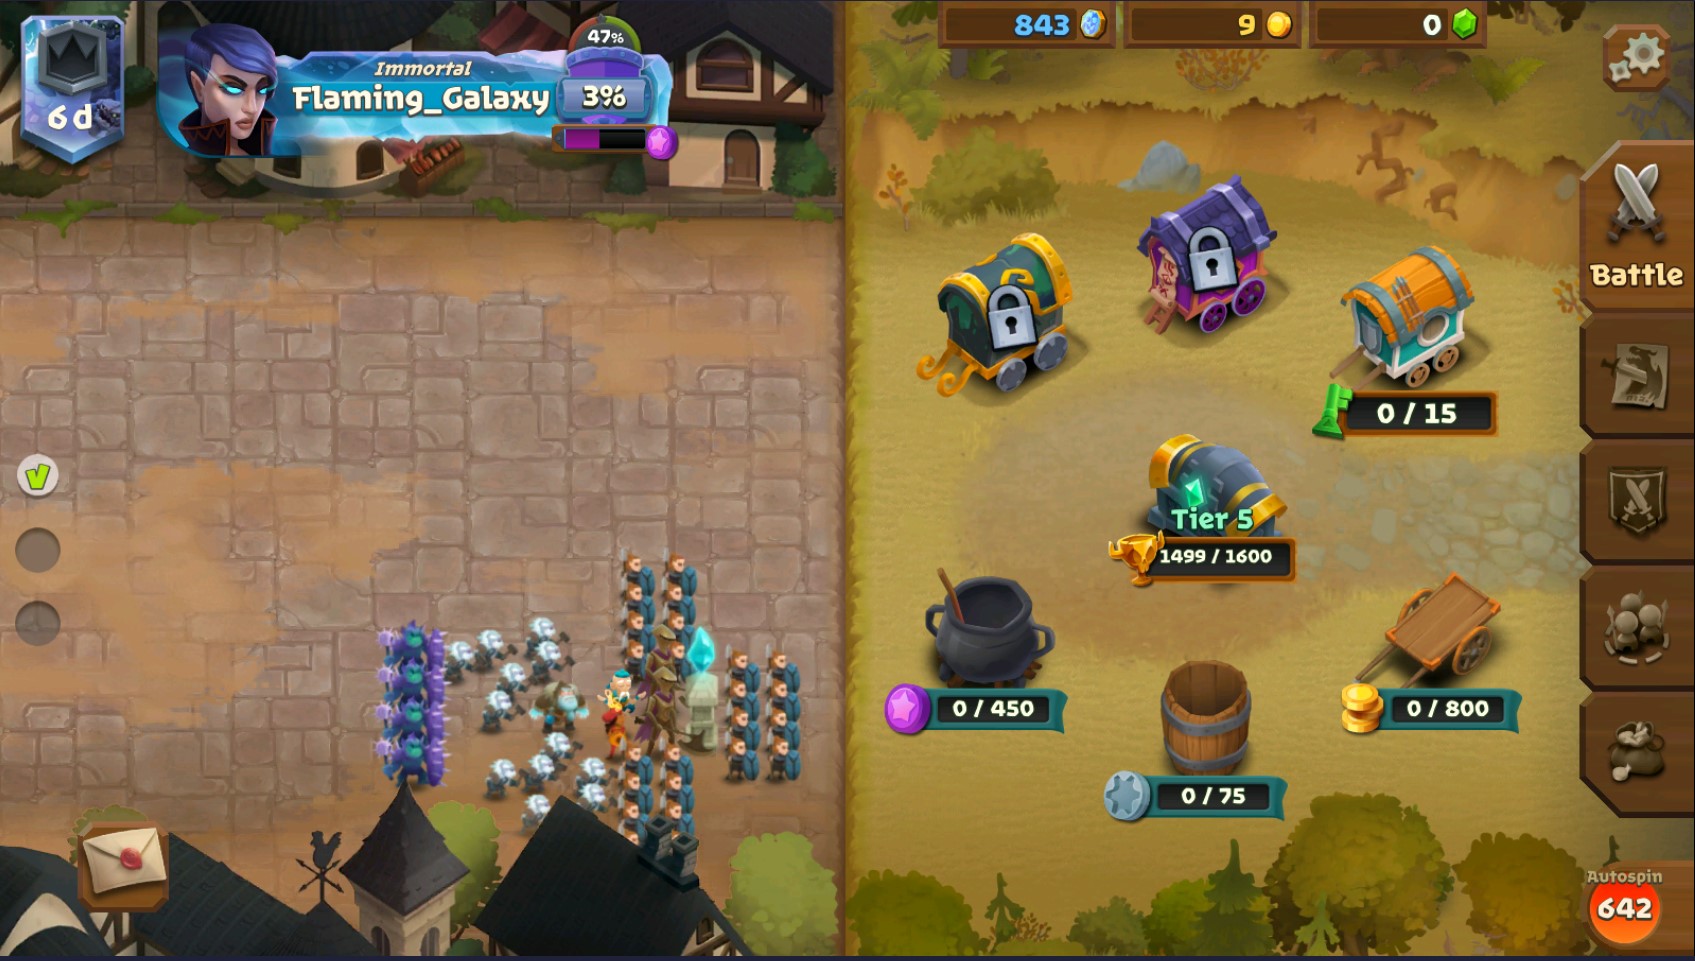 6 d
Immortal
Flaming_Galaxy
47%
3%
843
9
0
Battle
0 / 15
Tier 5
1499 / 1600
0 / 450
0 / 800
0 / 75
Autospin
642